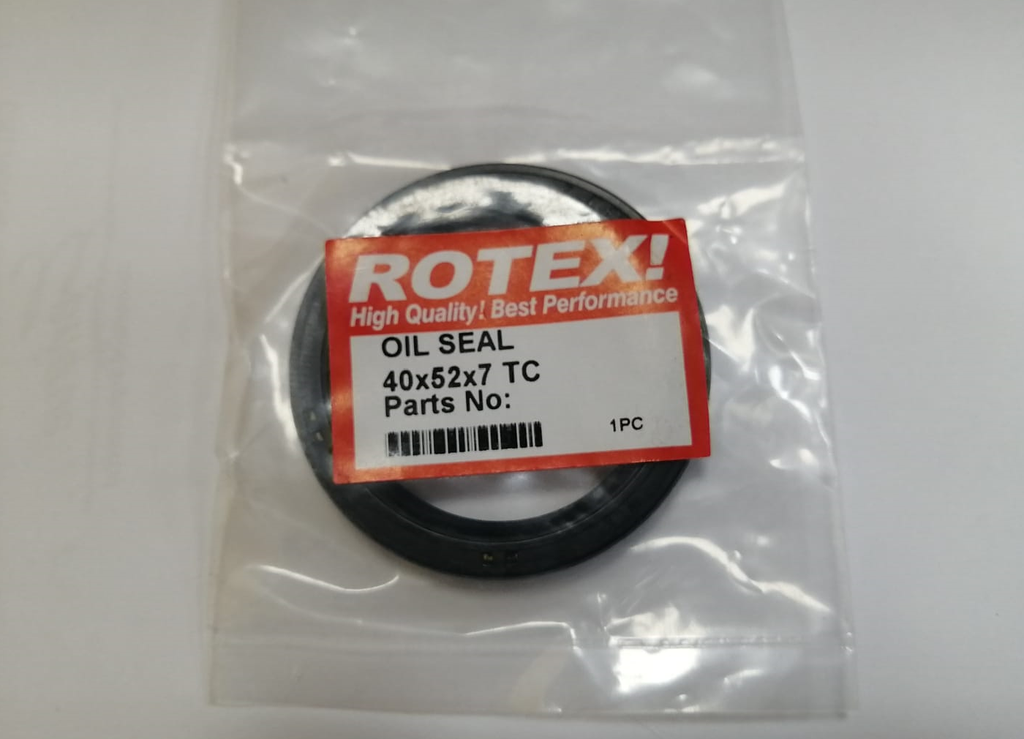 ROTEX!
High Quality! Best Performance
OIL SEAL
40x52x7 TC
Parts No:
1PC